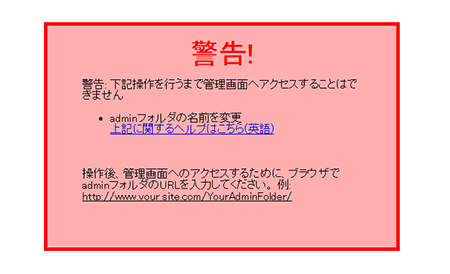 警告!
警告: 下記操作を行うまで管理画面へアクセスすることはで
きません
• adminフォルダの名前を変更
上記に関するヘルプはこちら(英語)
操作後、管理画面へのアクセスするために、ブラウザで
adminフォルダのURLを入力してください。例:
http://www.your site.com/YourAdminFolder/